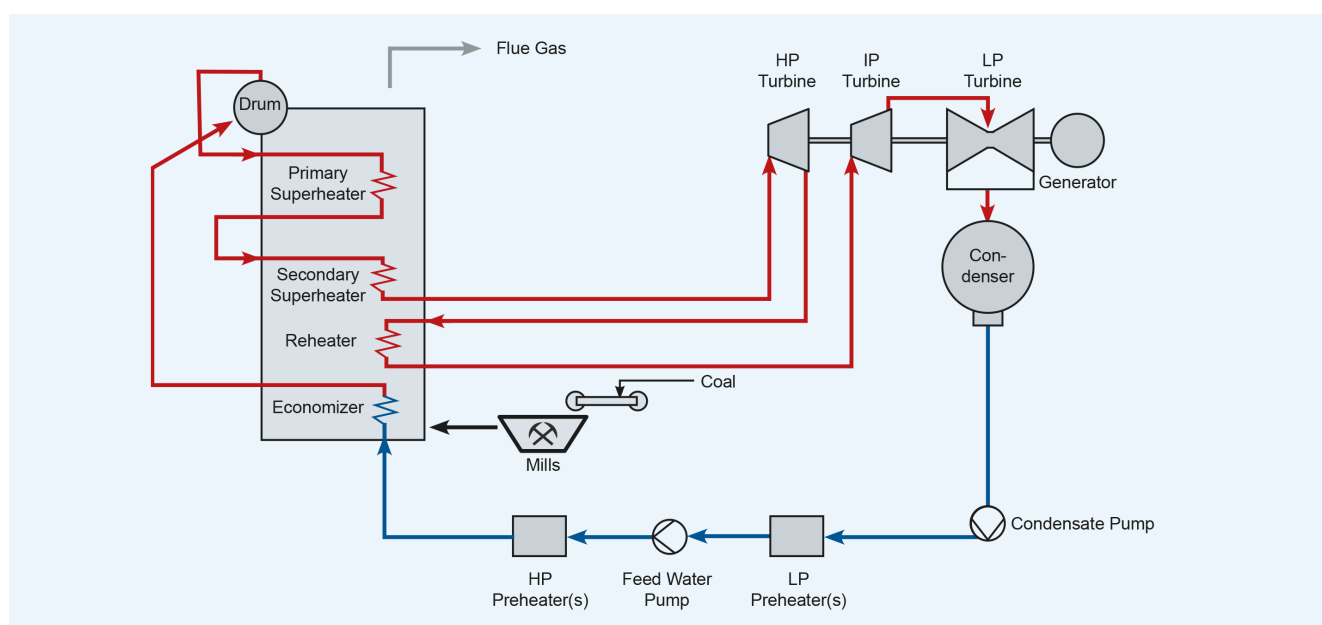 Flue Gas
HP
Turbine
IP
Turbine
LP
Turbine
Drum
Primary
Superheater
Generator
Con-
denser
Secondary
Superheater
Reheater
Coal
Economizer
Mills
Condensate Pump
HP
Preheater(s)
Feed Water
Pump
LP
Preheater(s)